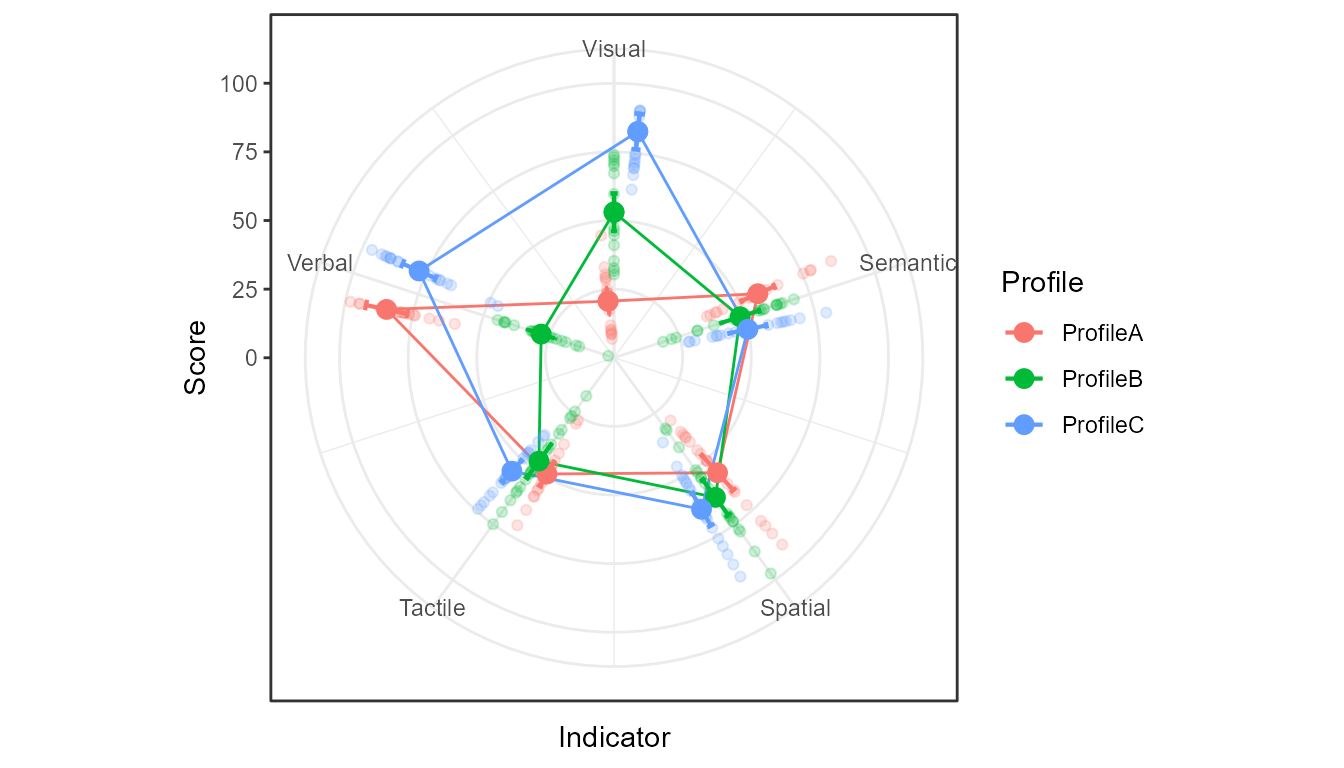 Visual
100
75
50
25
0
Verbal
Semantic
Tactile
Spatial
Score
Indicator
Profile
ProfileA
ProfileB
ProfileC